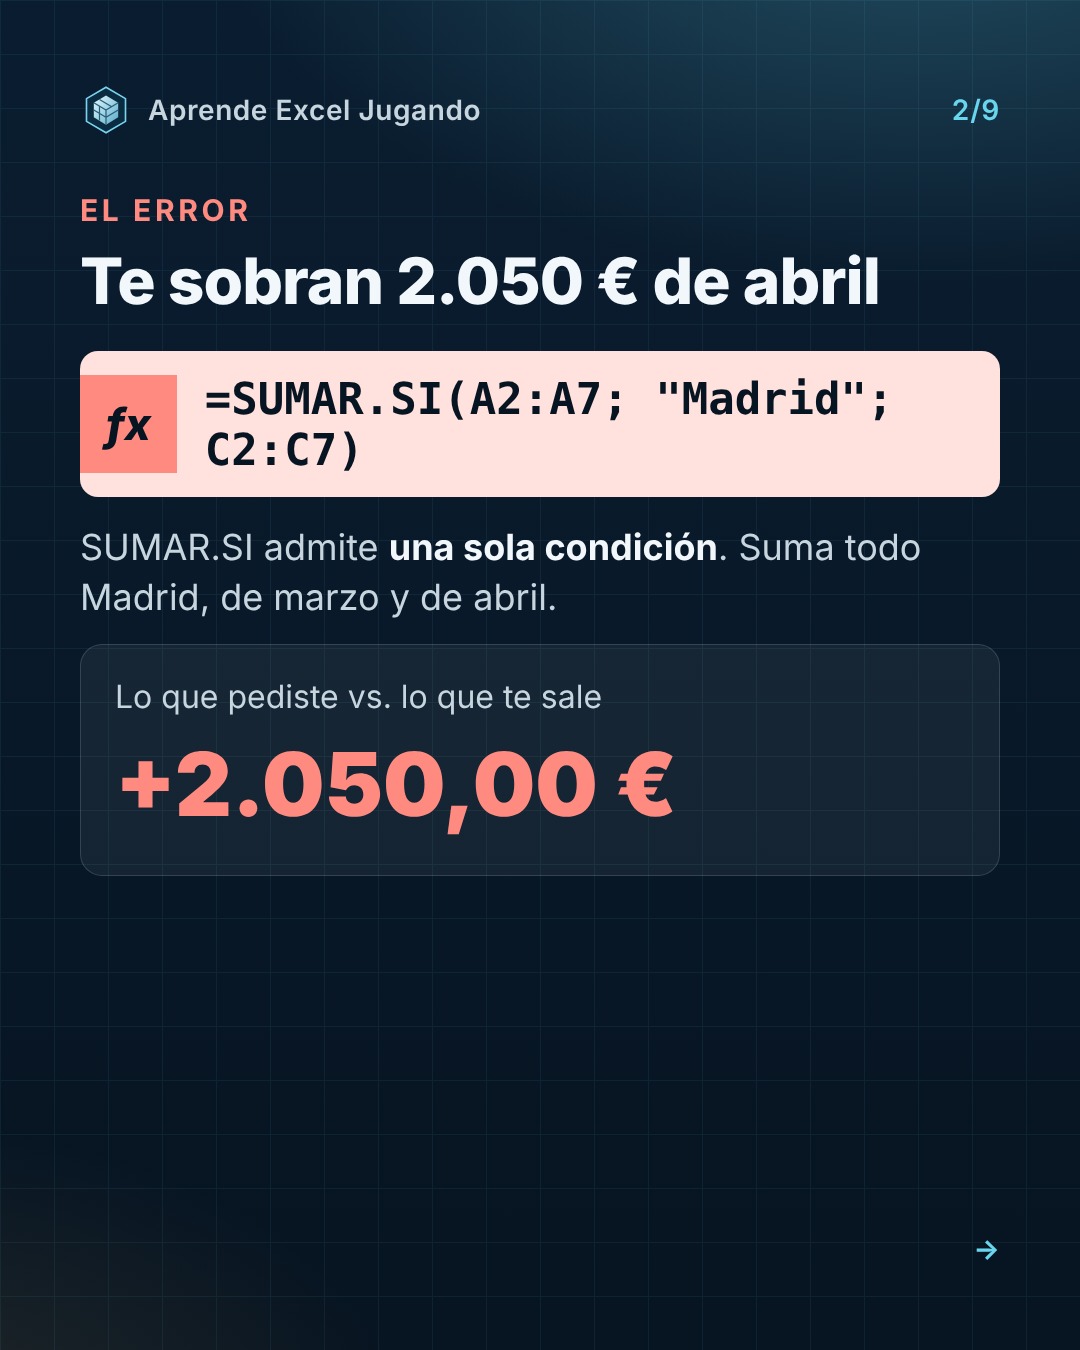 Aprende Excel Jugando
2/9
EL ERROR
Te sobran 2.050 € de abril
fx
=SUMAR.SI(A2:A7; "Madrid";
C2:C7)
SUMAR.SI admite una sola condición. Suma todo
Madrid, de marzo y de abril.
Lo que pediste vs. lo que te sale
+2.050,00 €
→